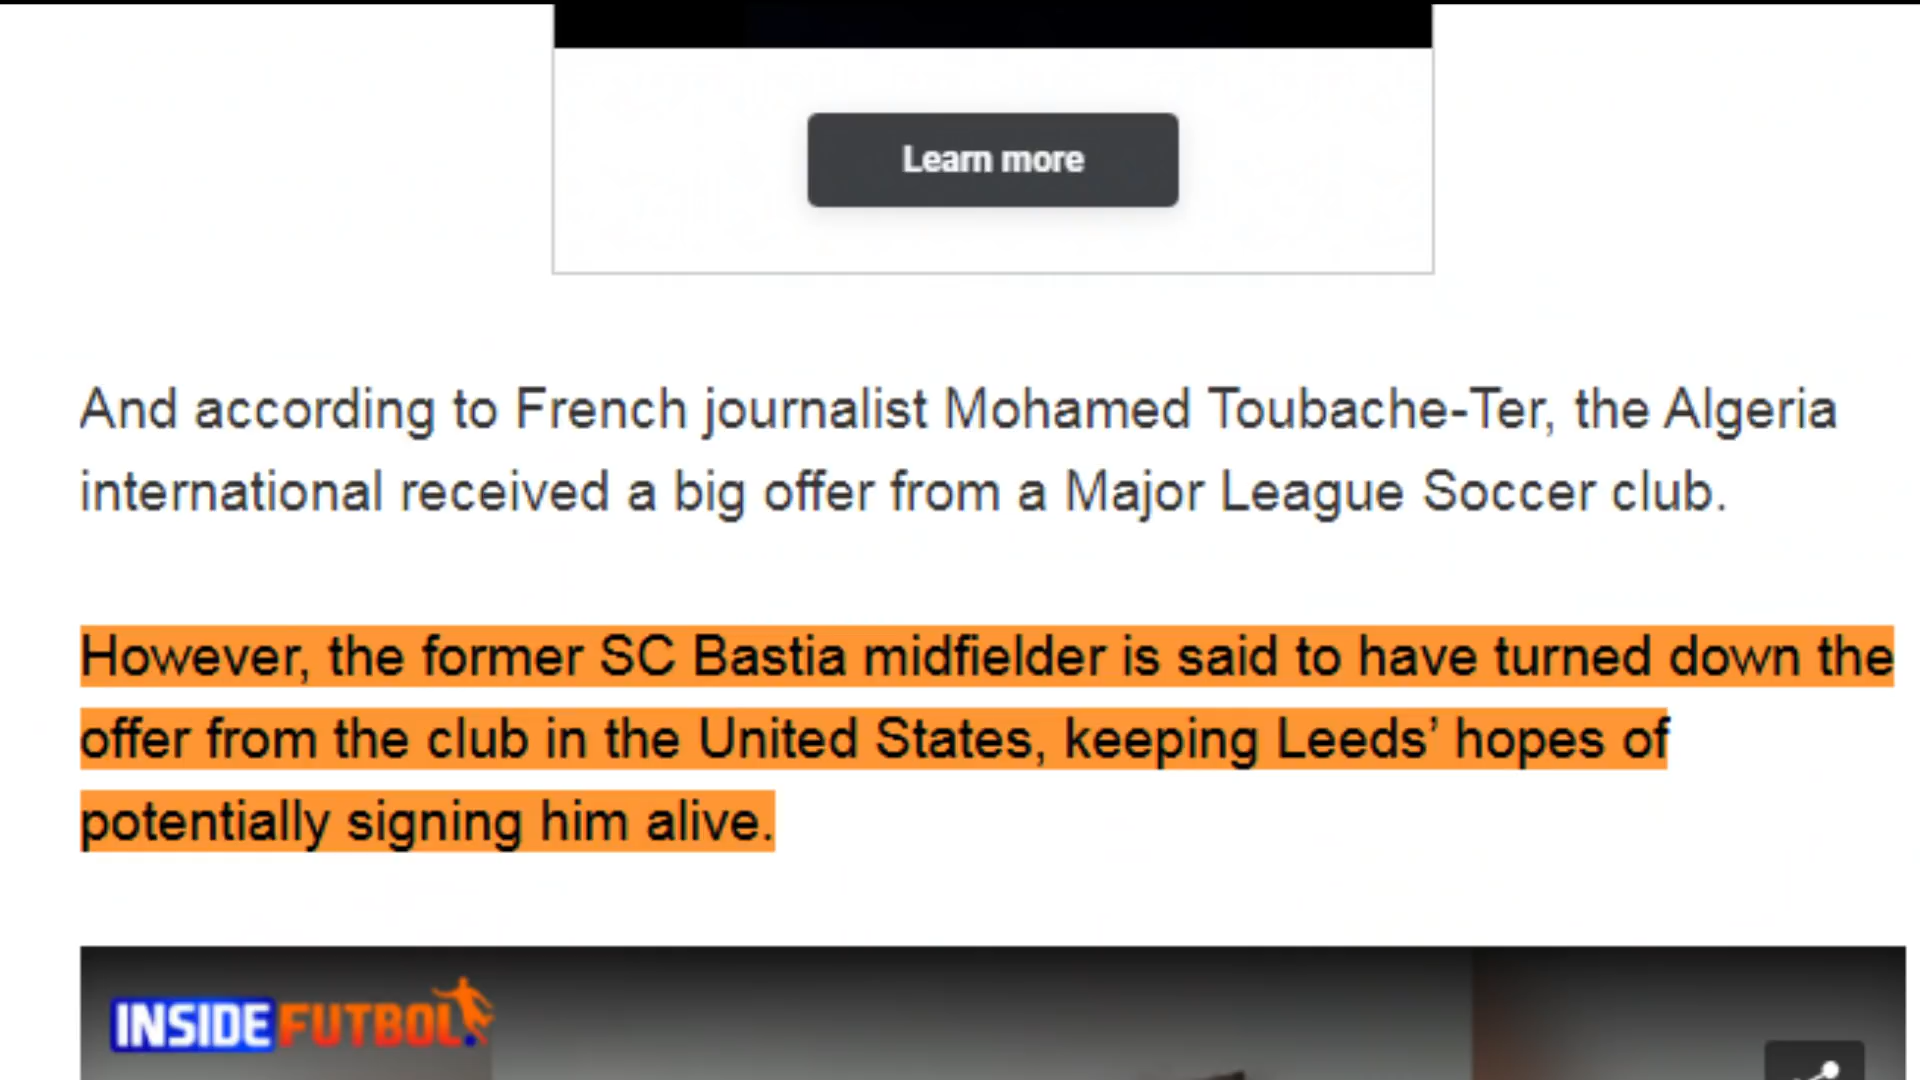 Learn more
And according to French journalist Mohamed Toubache-Ter, the Algeria
international received a big offer from a Major League Soccer club.
However, the former SC Bastia midfielder is said to have turned down the
offer from the club in the United States, keeping Leeds’ hopes of
potentially signing him alive.
INSIDE FUTBOL